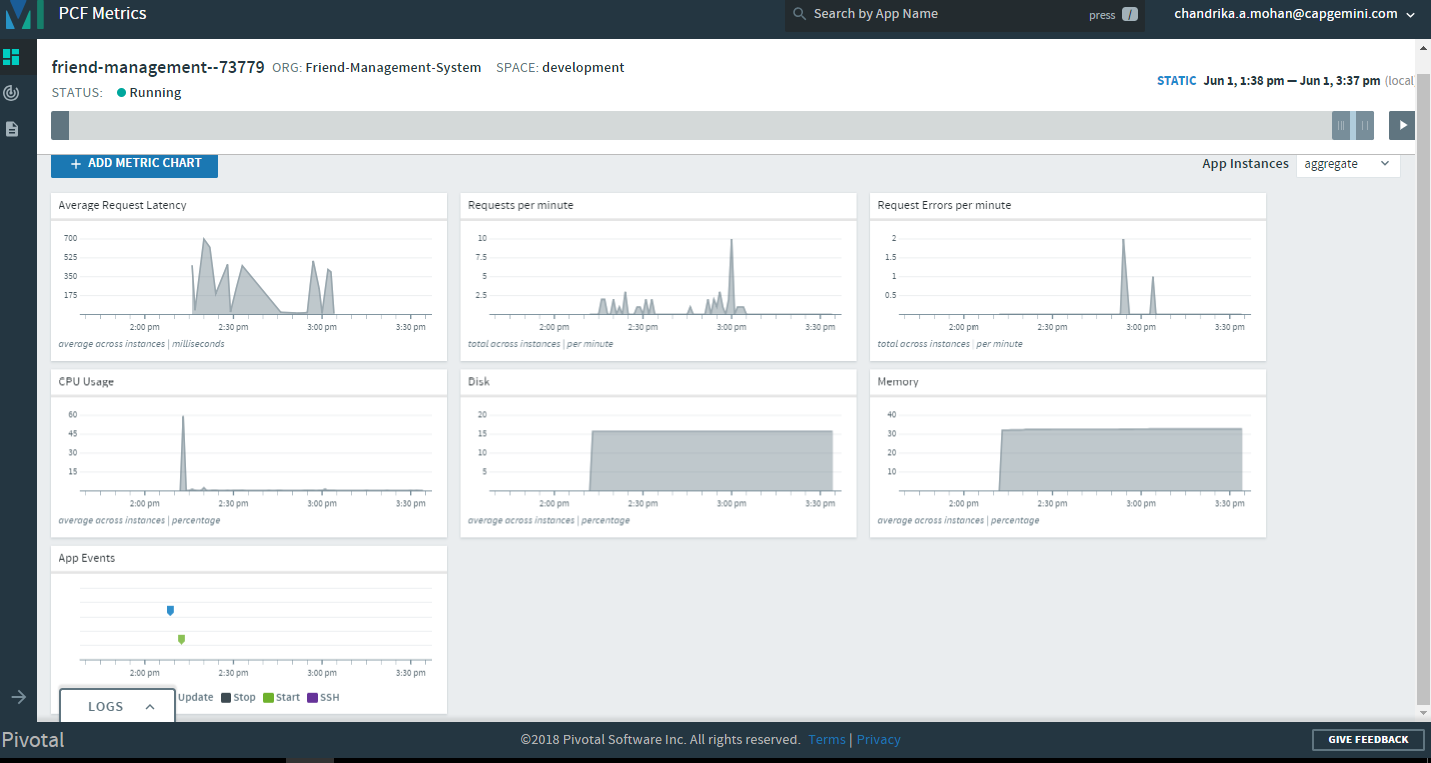 PCF Metrics
Search by App Name
press /
chandrika.a.mohan@capgemini.com
friend-management--73779 ORG: Friend-Management-System SPACE: development
STATUS: Running
STATIC Jun 1, 1:38 pm — Jun 1, 3:37 pm (local
+ ADD METRIC CHART
App Instances aggregate
Average Request Latency
700
525
350
175
2:00 pm 2:30 pm 3:00 pm 3:30 pm
average across instances | milliseconds
Requests per minute
10
7.5
5
2.5
2:00 pm 2:30 pm 3:00 pm 3:30 pm
total across instances | per minute
Request Errors per minute
2
1.5
1
0.5
2:00 pm 2:30 pm 3:00 pm 3:30 pm
total across instances | per minute
CPU Usage
60
45
30
15
2:00 pm 2:30 pm 3:00 pm 3:30 pm
average across instances | percentage
Disk
20
15
10
5
2:00 pm 2:30 pm 3:00 pm 3:30 pm
average across instances | percentage
Memory
40
30
20
10
2:00 pm 2:30 pm 3:00 pm 3:30 pm
average across instances | percentage
App Events
2:00 pm 2:30 pm 3:00 pm 3:30 pm
Update Stop Start SSH
LOGS
Pivotal
©2018 Pivotal Software Inc. All rights reserved. Terms | Privacy
GIVE FEEDBACK